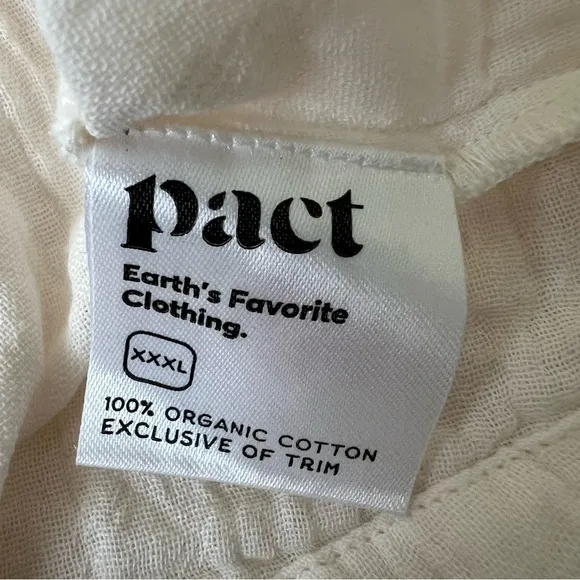 pact
Earth's Favorite
Clothing.
XXXL
100% ORGANIC COTTON
EXCLUSIVE OF TRIM